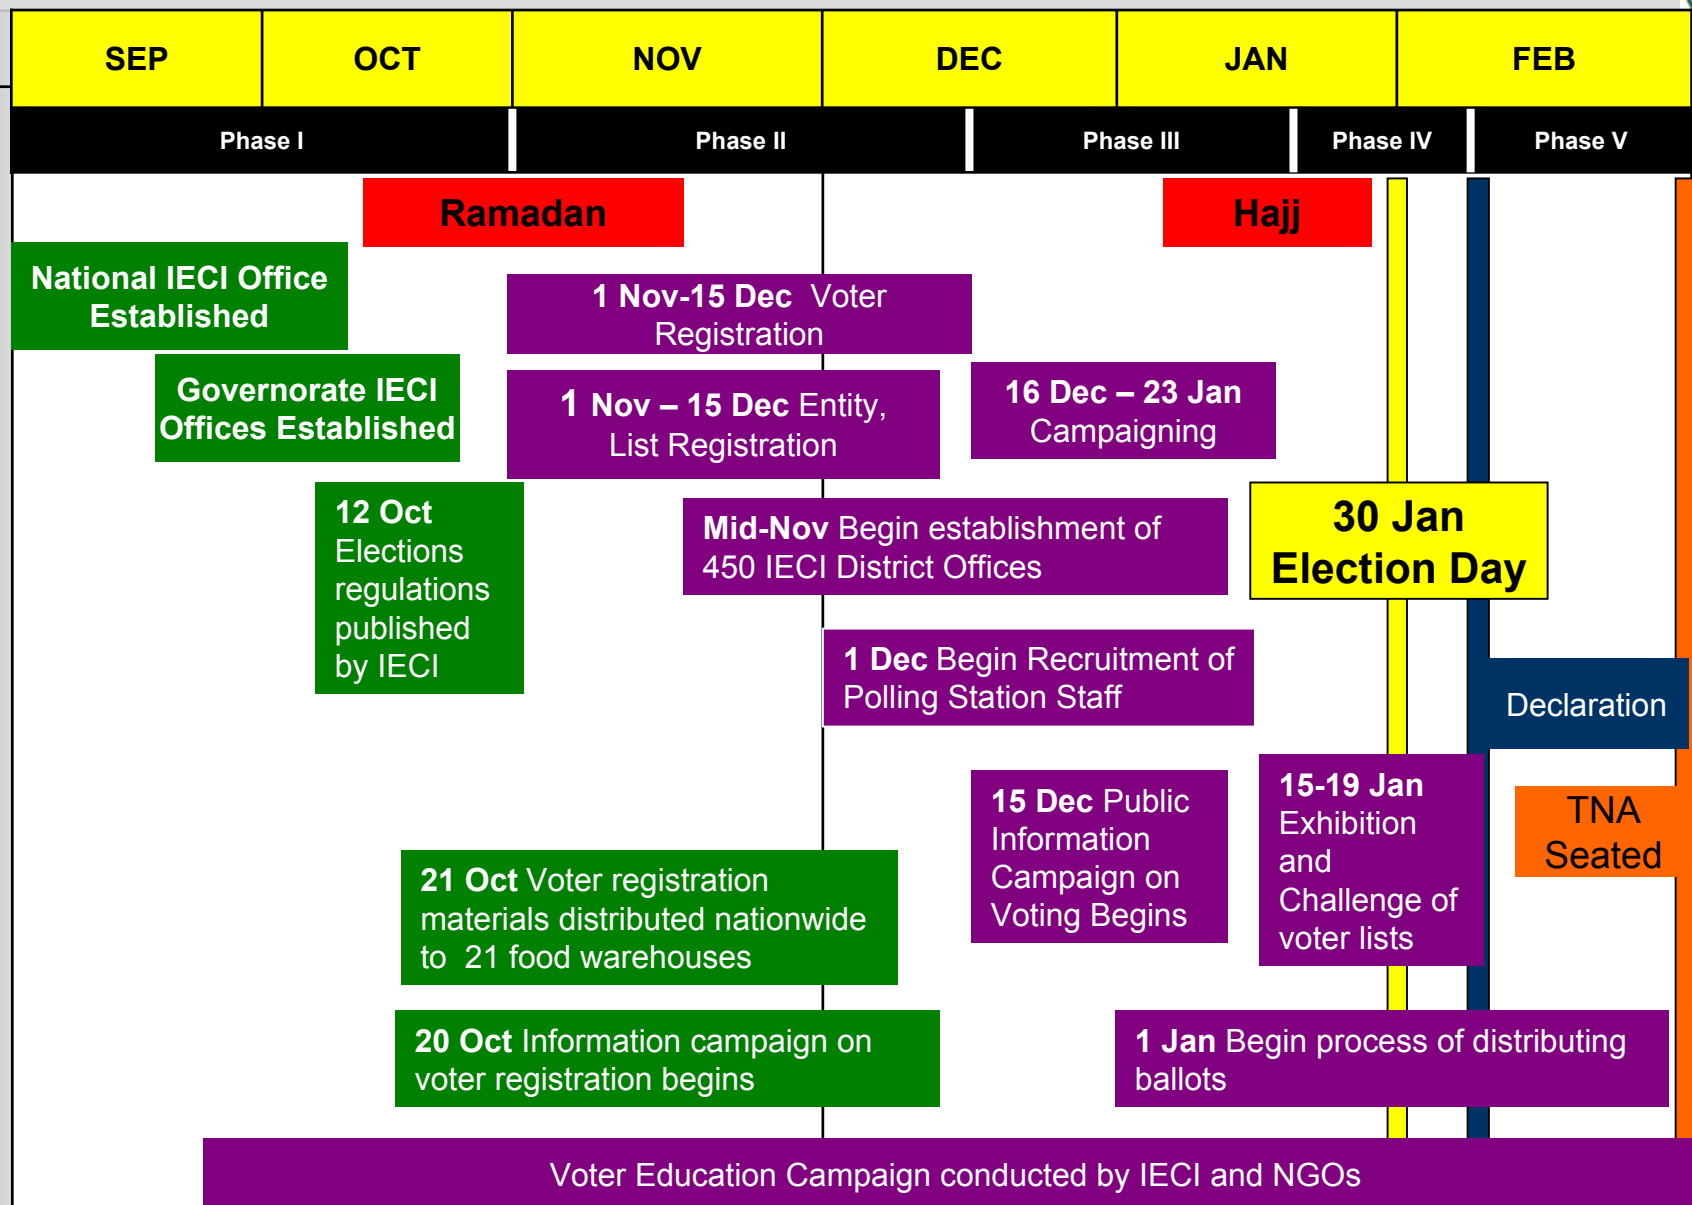 SEP OCT NOV DEC JAN FEB
Phase I Phase II Phase III Phase IV Phase V
Ramadan Hajj
National IECI Office
Established
1 Nov-15 Dec Voter
Registration
Governorate IECI
Offices Established
1 Nov – 15 Dec Entity,
List Registration
16 Dec – 23 Jan
Campaigning
12 Oct
Elections
regulations
published
by IECI
Mid-Nov Begin establishment of
450 IECI District Offices
30 Jan
Election Day
1 Dec Begin Recruitment of
Polling Station Staff
Declaration
15 Dec Public
Information
Campaign on
Voting Begins
15-19 Jan
Exhibition
and
Challenge of
voter lists
TNA
Seated
21 Oct Voter registration
materials distributed nationwide
to 21 food warehouses
20 Oct Information campaign on
voter registration begins
1 Jan Begin process of distributing
ballots
Voter Education Campaign conducted by IECI and NGOs